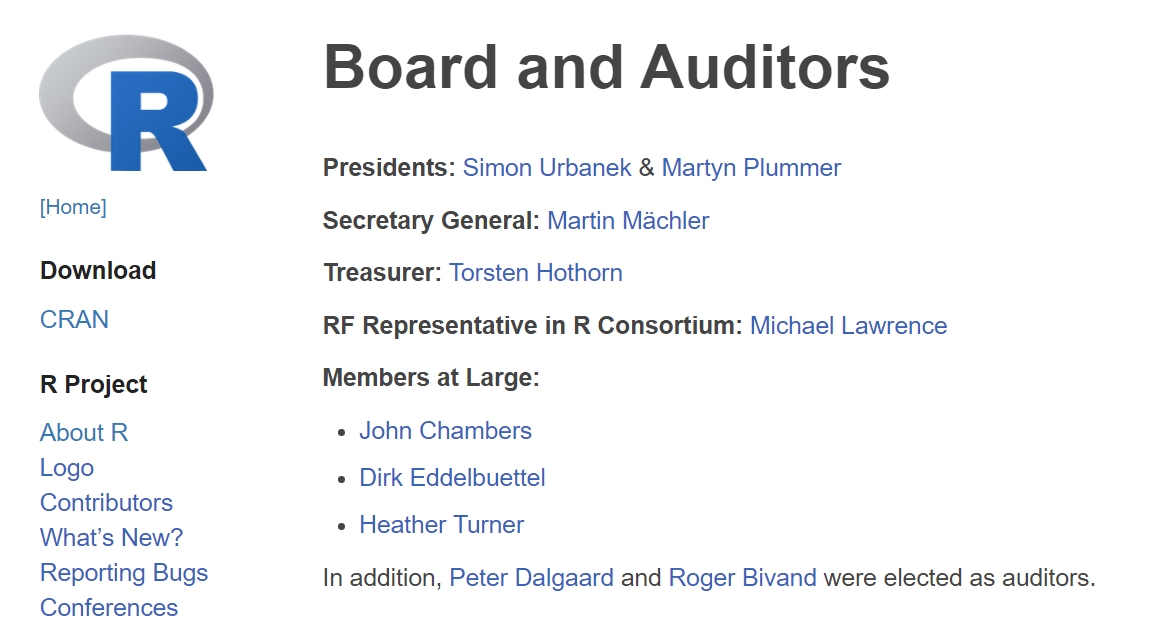 R
[Home]
Download
CRAN
R Project
About R
Logo
Contributors
What’s New?
Reporting Bugs
Conferences
Board and Auditors
Presidents: Simon Urbanek & Martyn Plummer
Secretary General: Martin Mächler
Treasurer: Torsten Hothorn
RF Representative in R Consortium: Michael Lawrence
Members at Large:
• John Chambers
• Dirk Eddelbuettel
• Heather Turner
In addition, Peter Dalgaard and Roger Bivand were elected as auditors.